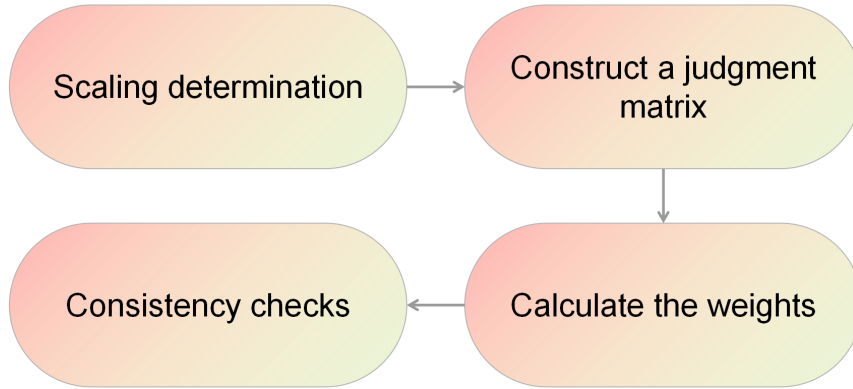 Scaling determination
Construct a judgment
matrix
Calculate the weights
Consistency checks